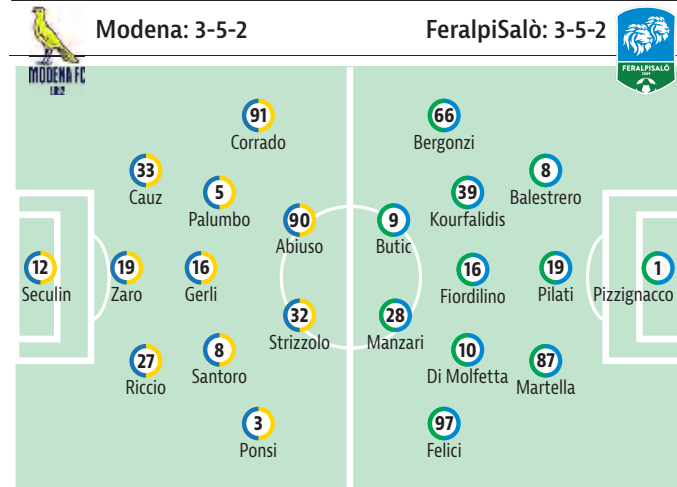 Modena: 3-5-2
FeralpiSalò: 3-5-2
MODENA FC
1912
FERALPISALÒ
2009
91
Corrado
33
Cauz
5
Palumbo
90
Abiuso
12
Seculin
19
Zaro
16
Gerli
32
Strizzolo
27
Riccio
8
Santoro
3
Ponsi
66
Bergonzi
8
Balestrero
39
Kourfalidis
9
Butic
16
Fiordilino
19
Pilati
1
Pizzignacco
28
Manzari
10
Di Molfetta
87
Martella
97
Felici